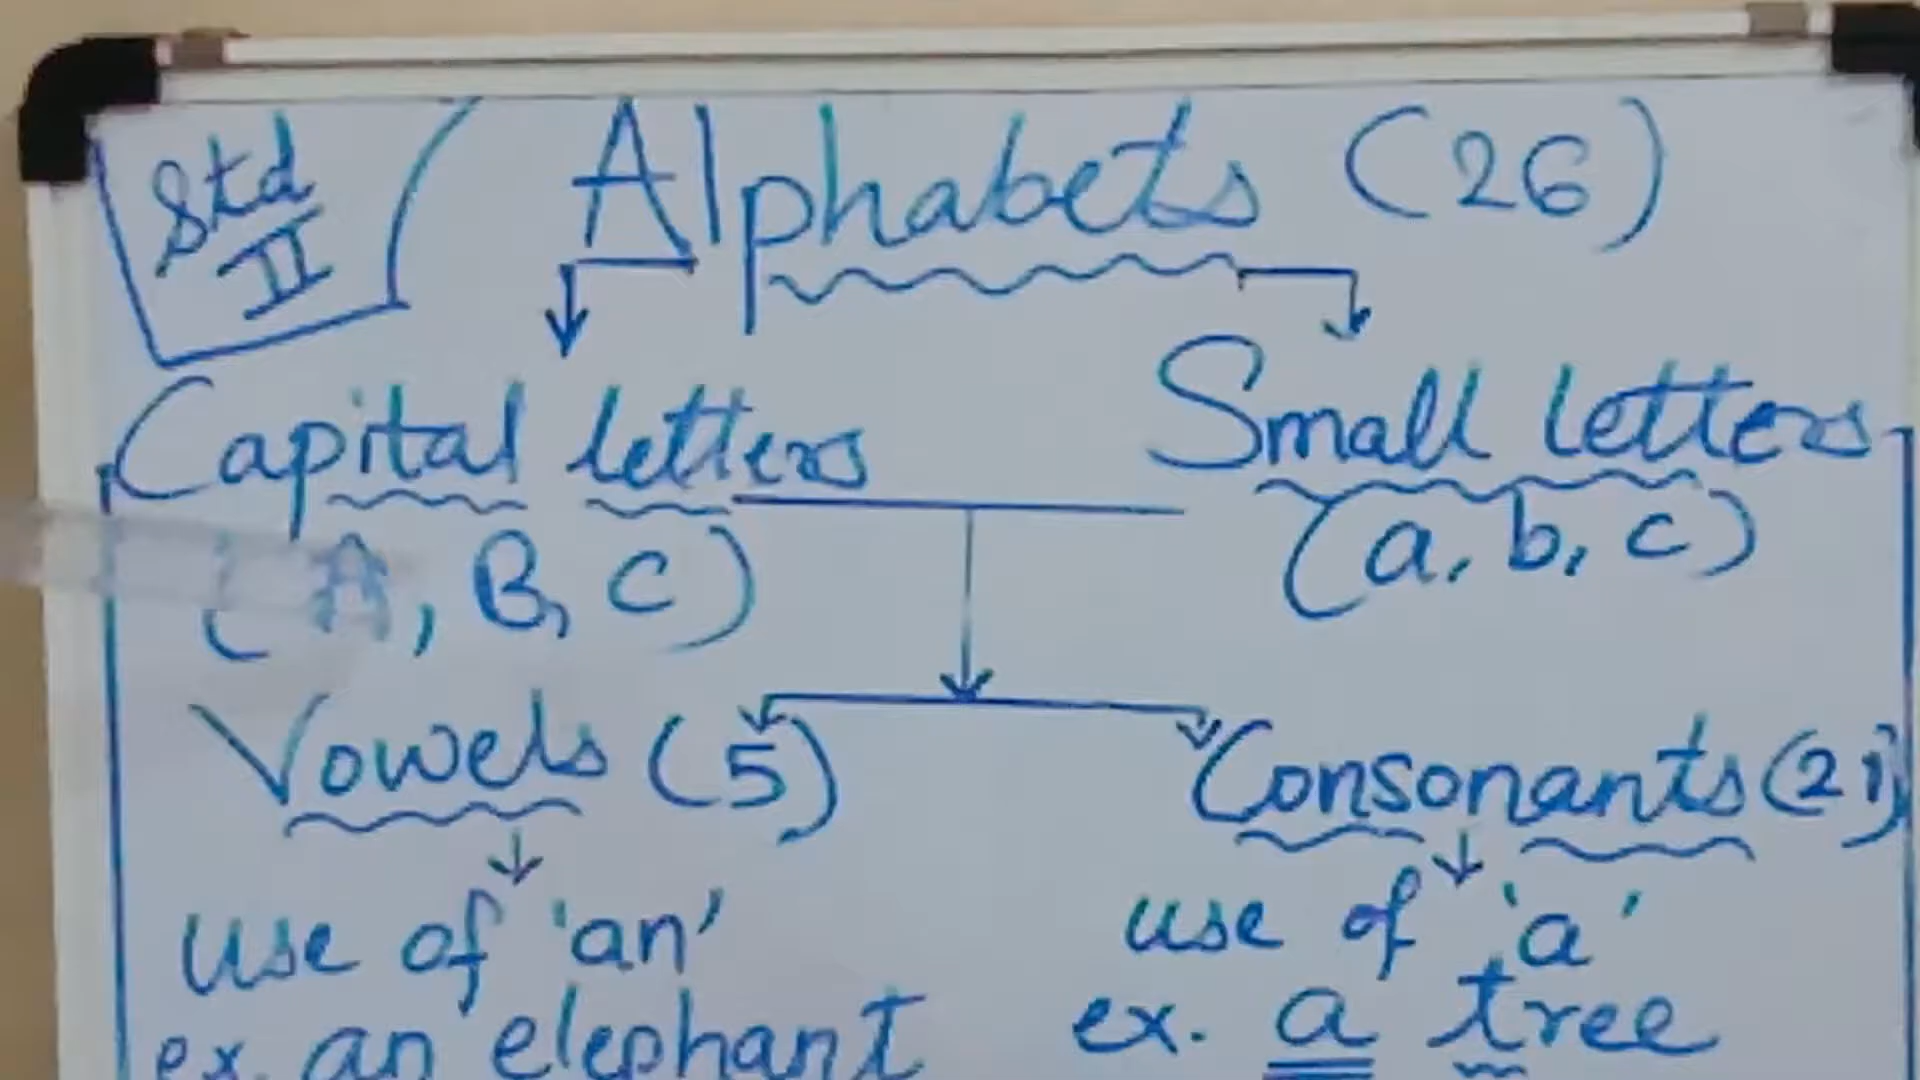 Std
II
Alphabets (26)
Capital letters
Small letters
(A, B, C)
(a, b, c)
Vowels (5)
Consonants (21)
use of 'an'
use of 'a'
ex. an elephant
ex. a tree